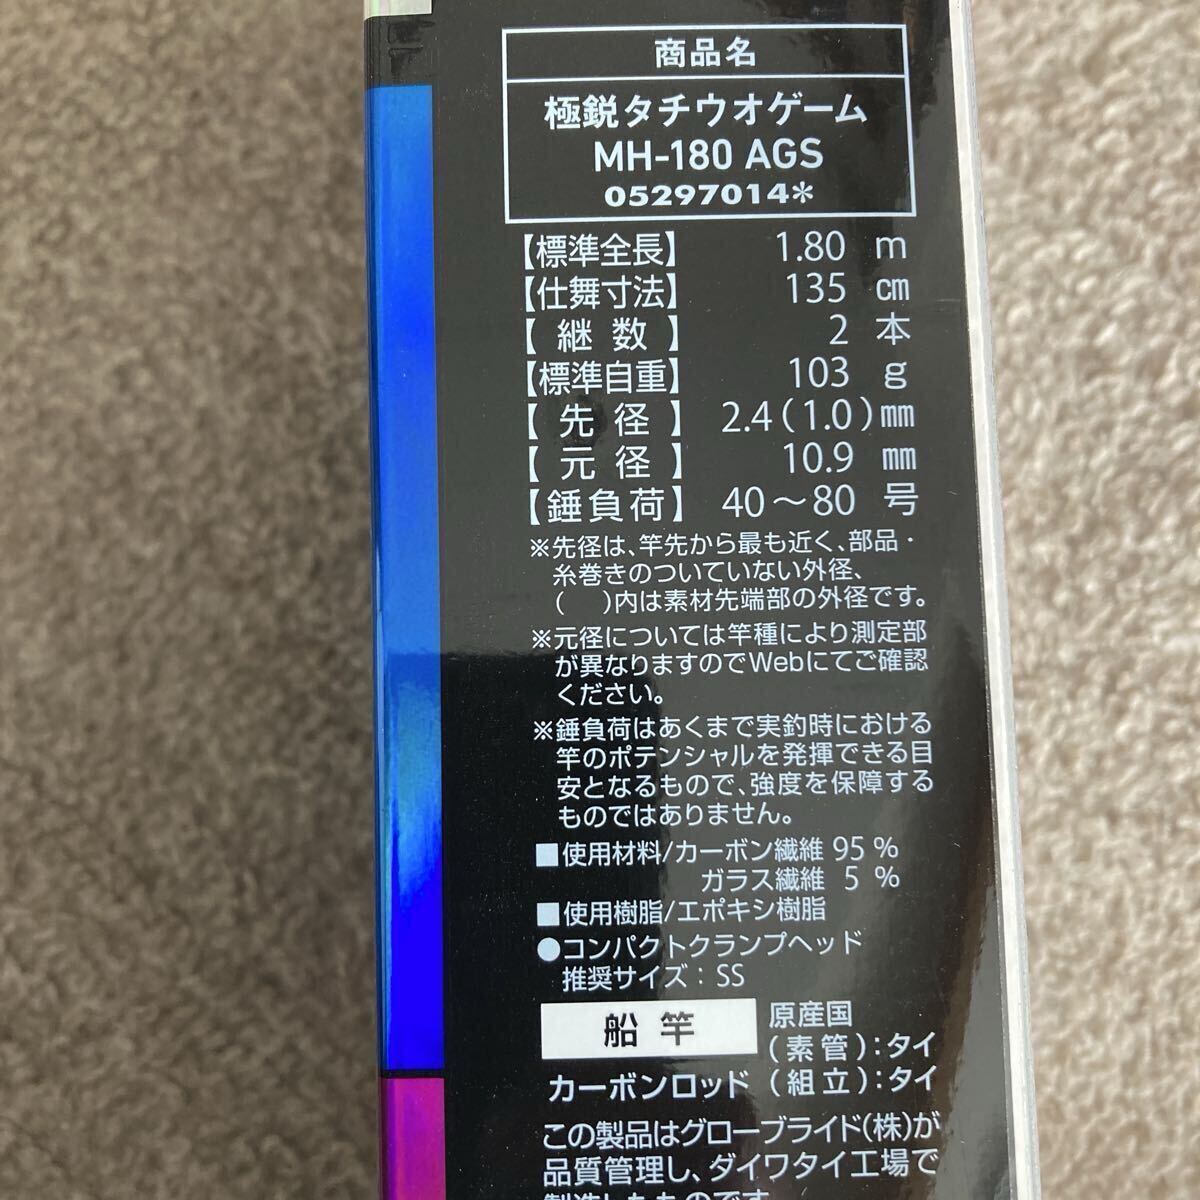 商品名
極鋭タチウオゲーム
MH-180 AGS
05297014*
【標準全長】 1.80 m
【仕舞寸法】 135 cm
【継数】 2 本
【標準自重】 103 g
【先径】 2.4(1.0)mm
【元径】 10.9 mm
【錘負荷】 40～80 号
※先径は、竿先から最も近く、部品・
糸巻きのついていない外径、
(　)内は素材先端部の外径です。
※元径については竿種により測定部
が異なりますのでWebにてご確認
ください。
※錘負荷はあくまで実釣時における
竿のポテンシャルを発揮できる目
安となるもので、強度を保障する
ものではありません。
■使用材料/カーボン繊維 95 %
ガラス繊維 5 %
■使用樹脂/エポキシ樹脂
●コンパクトクランプヘッド
推奨サイズ：SS
船竿
原産国
(素管)：タイ
カーボンロッド (組立)：タイ
この製品はグローブライド(株)が
品質管理し、ダイワタイ工場で
製造したものです。